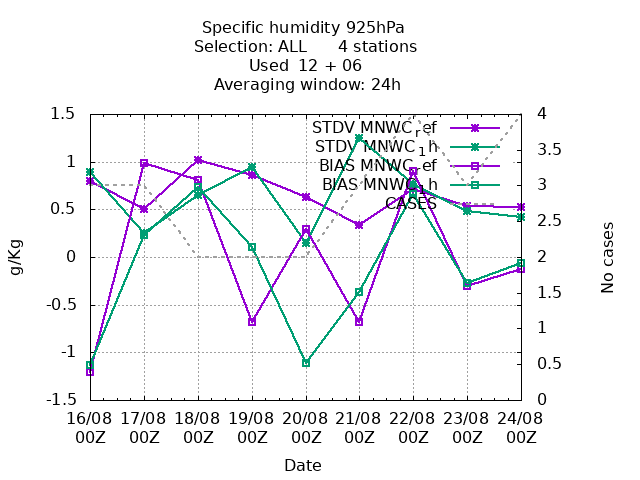 Specific humidity 925hPa
Selection: ALL 4 stations
Used 12 + 06
Averaging window: 24h
STDV MNWC_ref
STDV MNWC_1h
BIAS MNWC_ref
BIAS MNWC_1h
CASES
1.5
1
0.5
0
-0.5
-1
-1.5
g/Kg
4
3.5
3
2.5
2
1.5
1
0.5
0
No cases
16/08 17/08 18/08 19/08 20/08 21/08 22/08 23/08 24/08
00Z 00Z 00Z 00Z 00Z 00Z 00Z 00Z 00Z
Date